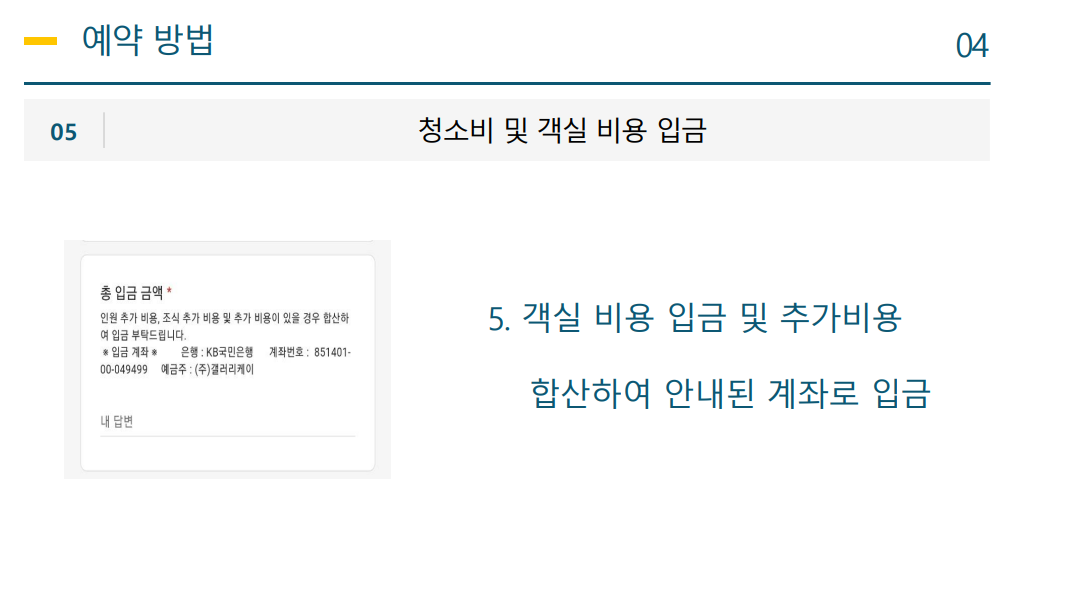 예약 방법
04
05
청소비 및 객실 비용 입금
총 입금 금액 *
인원 추가 비용, 조식 추가 비용 및 추가 비용이 있을 경우 합산하
여 입금 부탁드립니다.
※ 입금 계좌 ※ 은행 : KB국민은행 계좌번호 : 851401-
00-049499 예금주 : (주)갤러리케이
내 답변
5. 객실 비용 입금 및 추가비용
합산하여 안내된 계좌로 입금